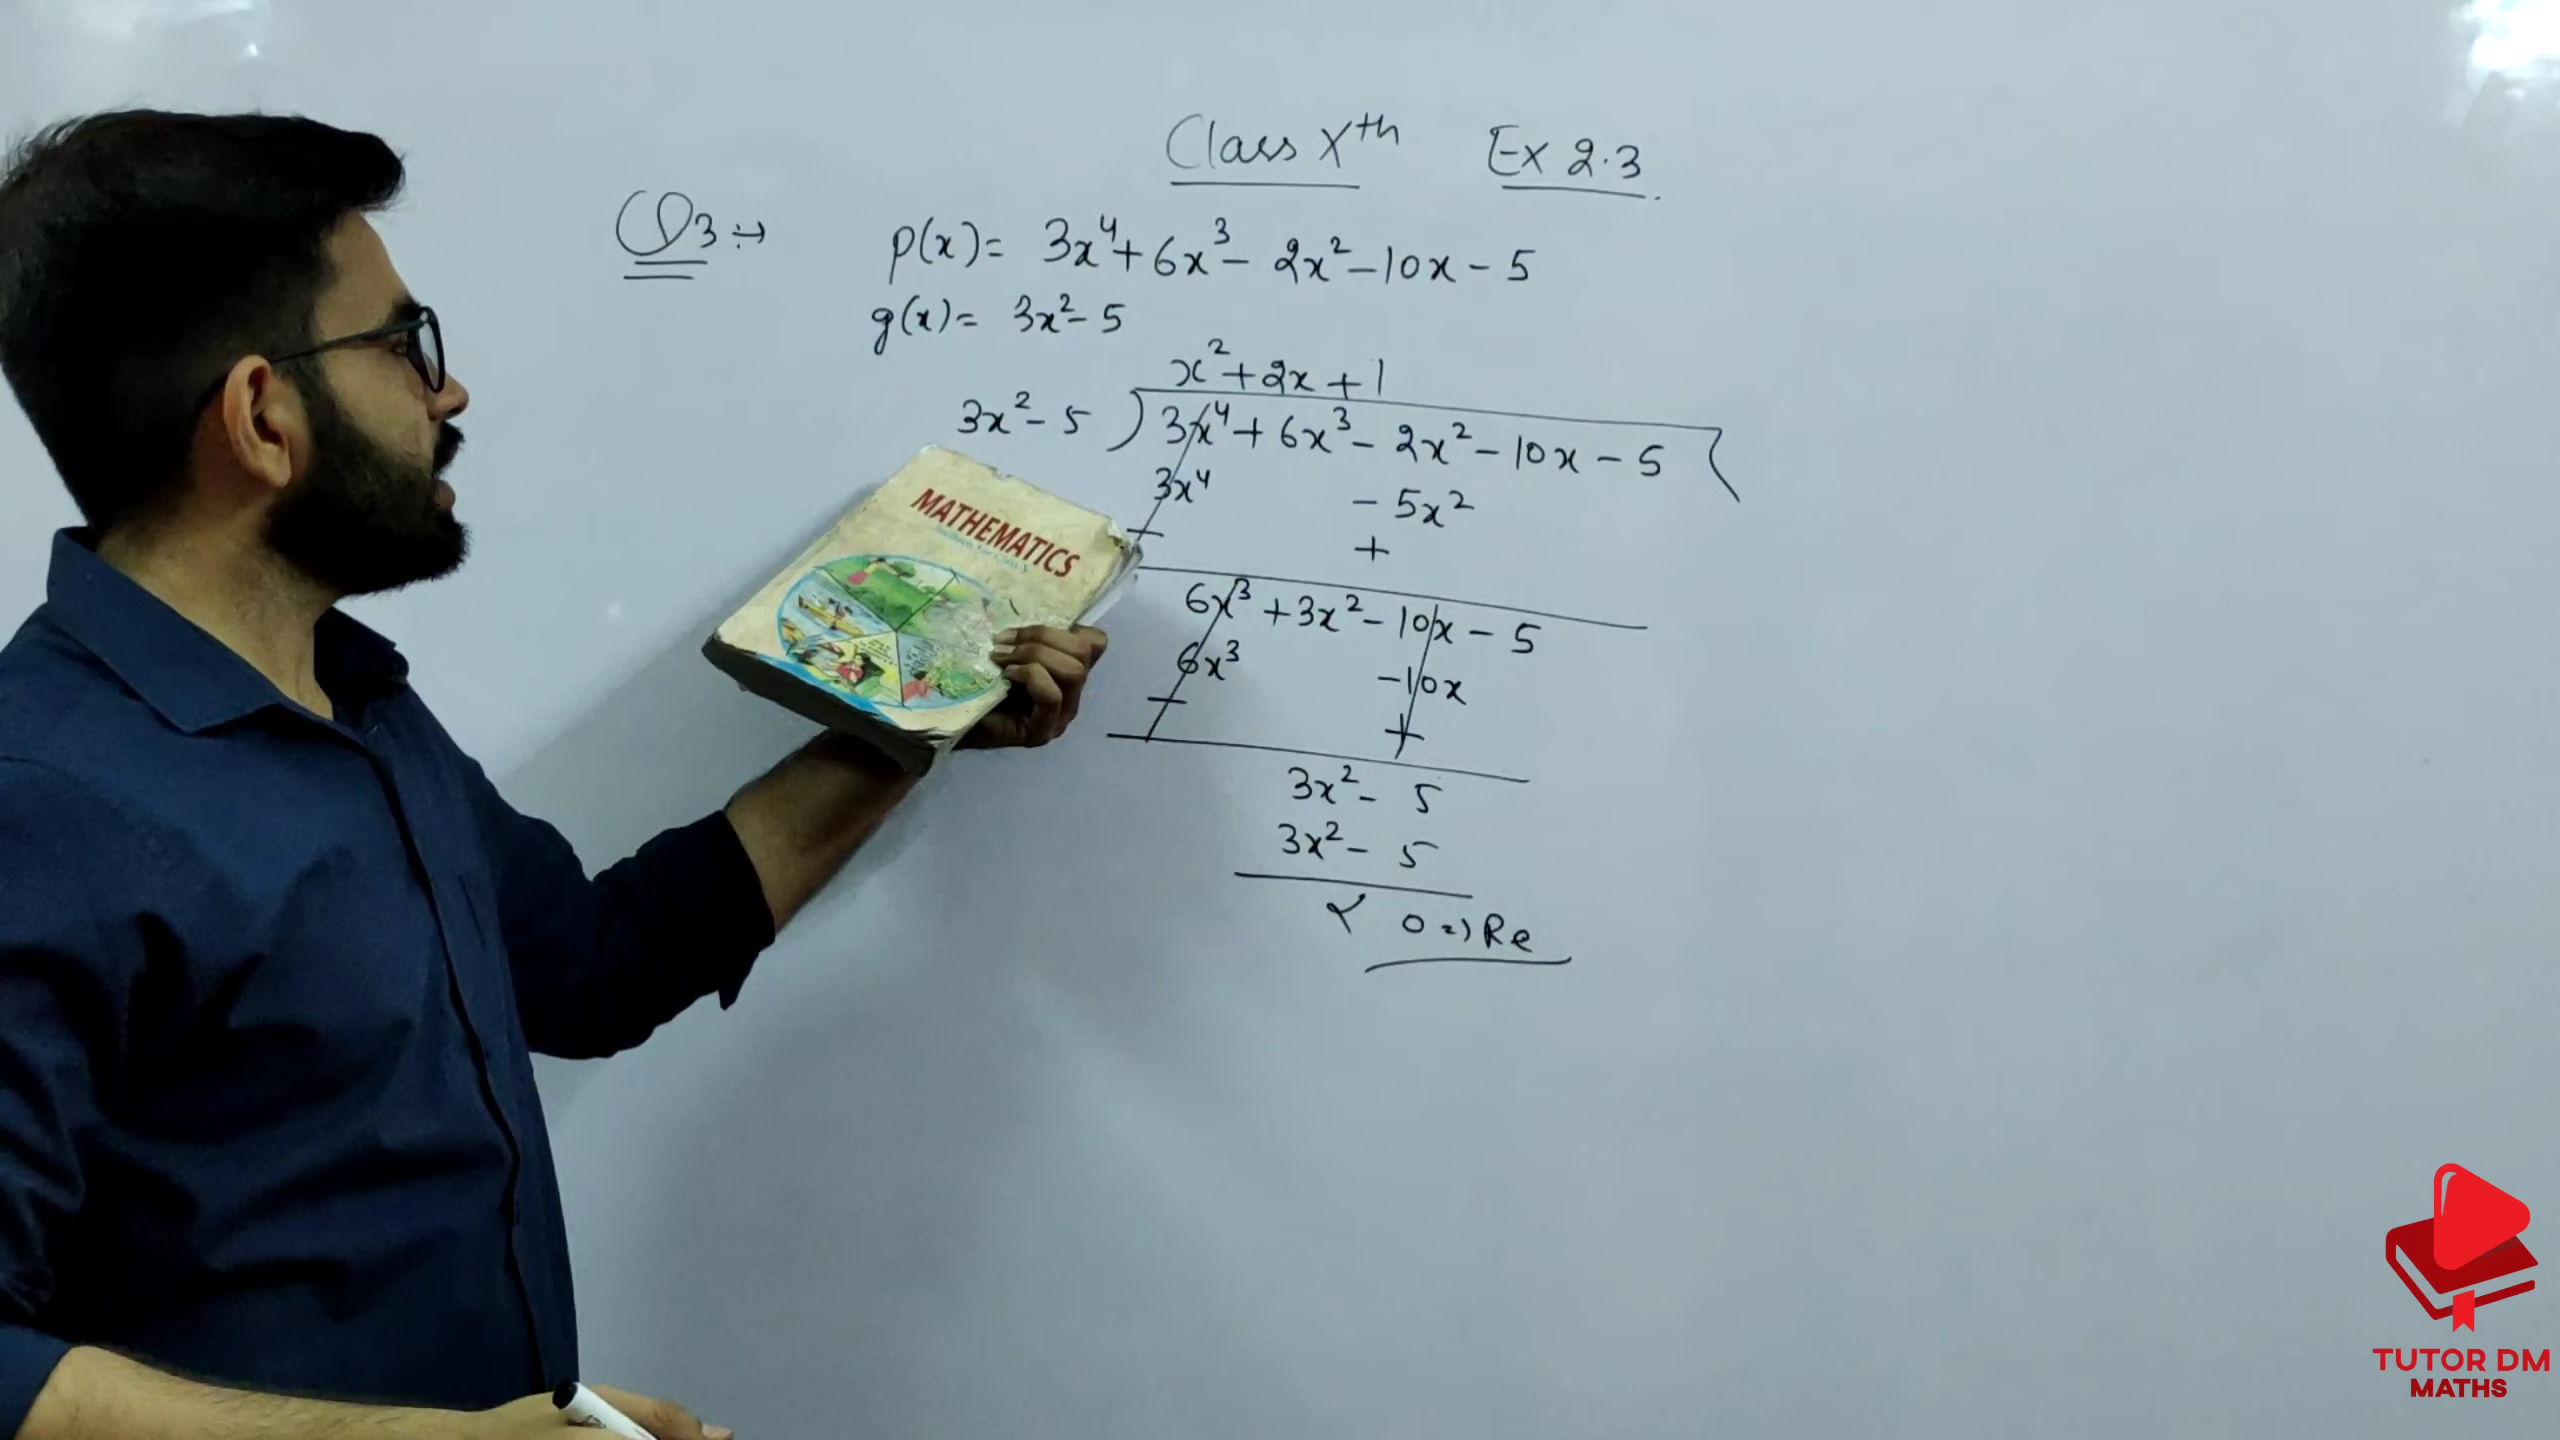 Class Xth Ex 2.3
Q3 :→ p(x) = 3x⁴ + 6x³ - 2x² - 10x - 5
g(x) = 3x² - 5
x² + 2x + 1
3x² - 5 ) 3x⁴ + 6x³ - 2x² - 10x - 5 (
3x⁴ - 5x²
- +
6x³ + 3x² - 10x - 5
6x³ - 10x
- +
3x² - 5
3x² - 5
0 => Re
MATHEMATICS
TUTOR DM
MATHS